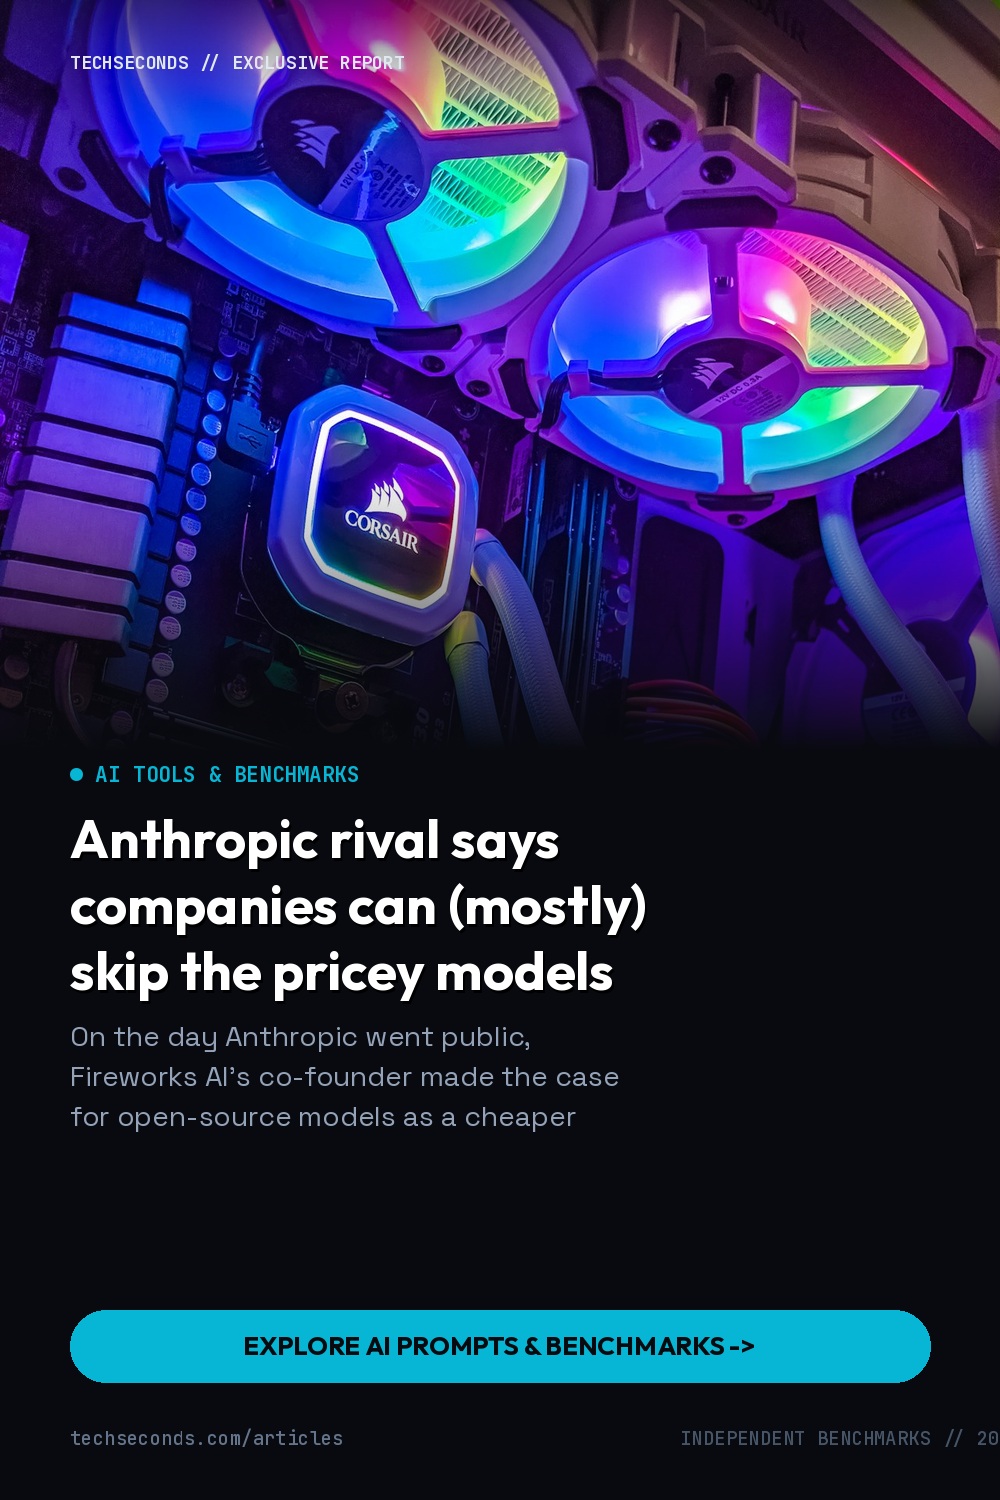 TECHSECONDS // EXCLUSIVE REPORT
CORSAIR
● AI TOOLS & BENCHMARKS
Anthropic rival says
companies can (mostly)
skip the pricey models
On the day Anthropic went public,
Fireworks AI's co-founder made the case
for open-source models as a cheaper
EXPLORE AI PROMPTS & BENCHMARKS ->
techseconds.com/articles
INDEPENDENT BENCHMARKS // 20